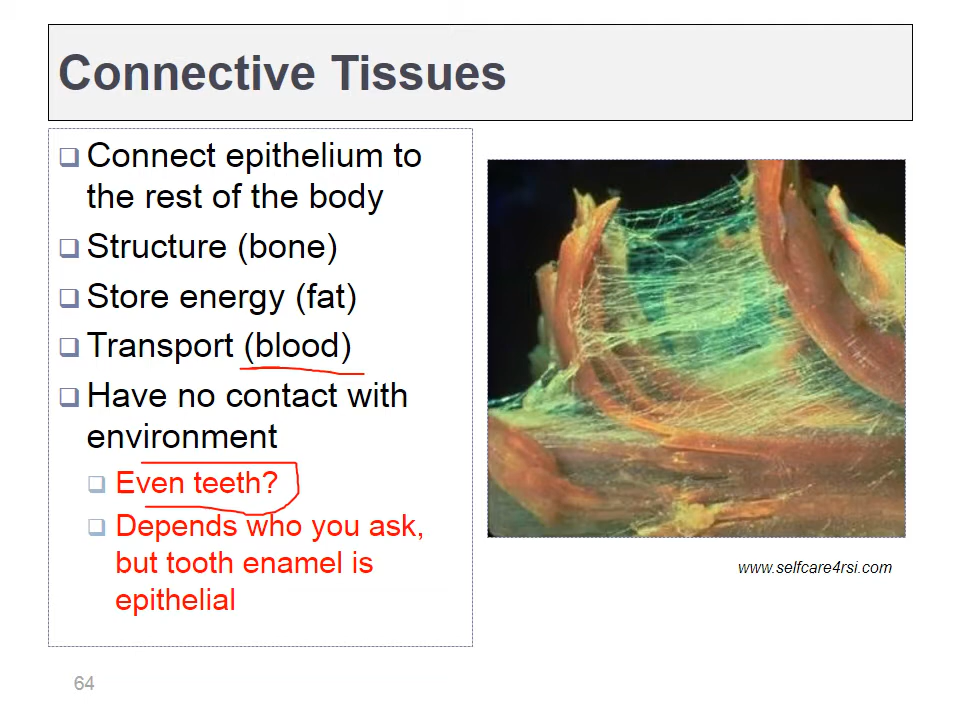 Connective Tissues
Connect epithelium to
the rest of the body
Structure (bone)
Store energy (fat)
Transport (blood)
Have no contact with
environment
Even teeth?
Depends who you ask,
but tooth enamel is
epithelial
www.selfcare4rsi.com
64